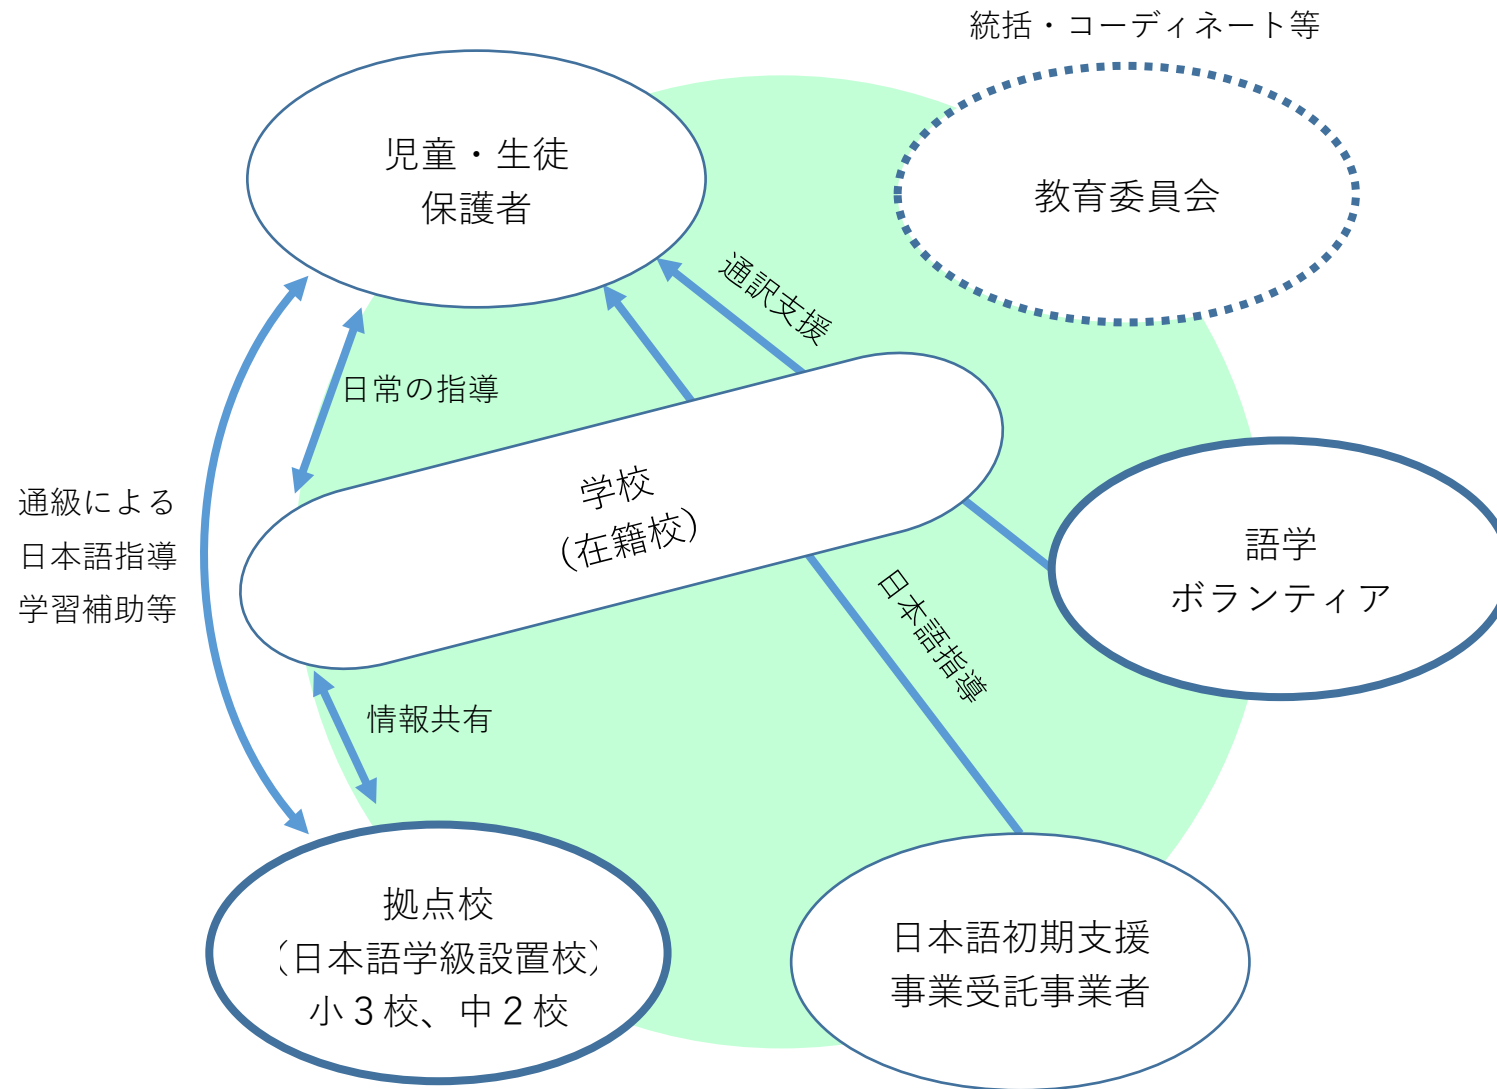 統括・コーディネート等
児童・生徒
保護者
教育委員会
通訳支援
日常の指導
学校
（在籍校）
通級による
日本語指導
学習補助等
語学
ボランティア
日本語指導
情報共有
拠点校
（日本語学級設置校）
小３校、中２校
日本語初期支援
事業受託事業者